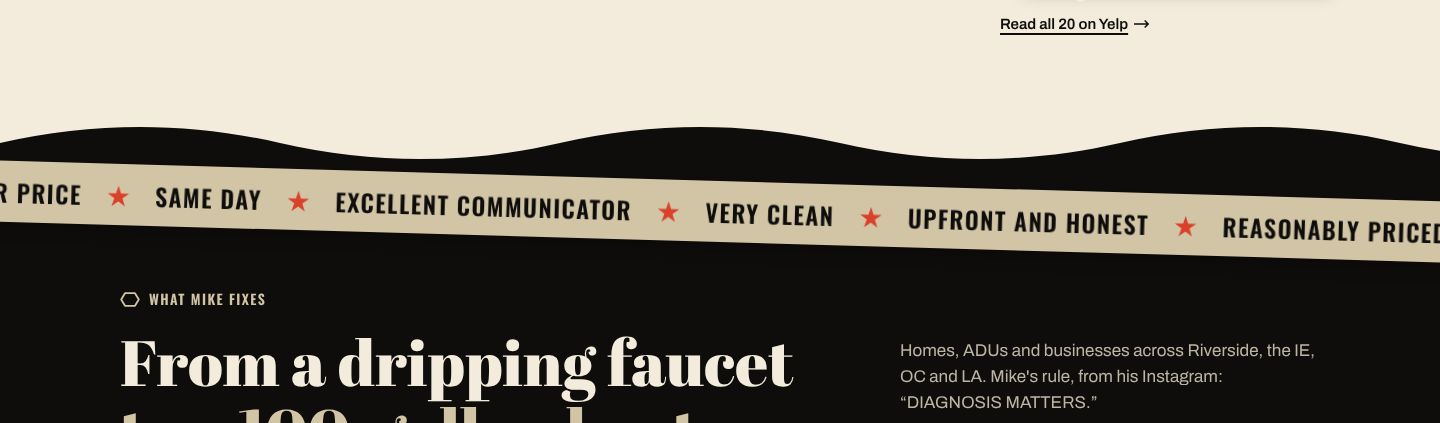 Read all 20 on Yelp →
R PRICE ★ SAME DAY ★ EXCELLENT COMMUNICATOR ★ VERY CLEAN ★ UPFRONT AND HONEST ★ REASONABLY PRICED
WHAT MIKE FIXES
From a dripping faucet
Homes, ADUs and businesses across Riverside, the IE,
OC and LA. Mike's rule, from his Instagram:
“DIAGNOSIS MATTERS.”